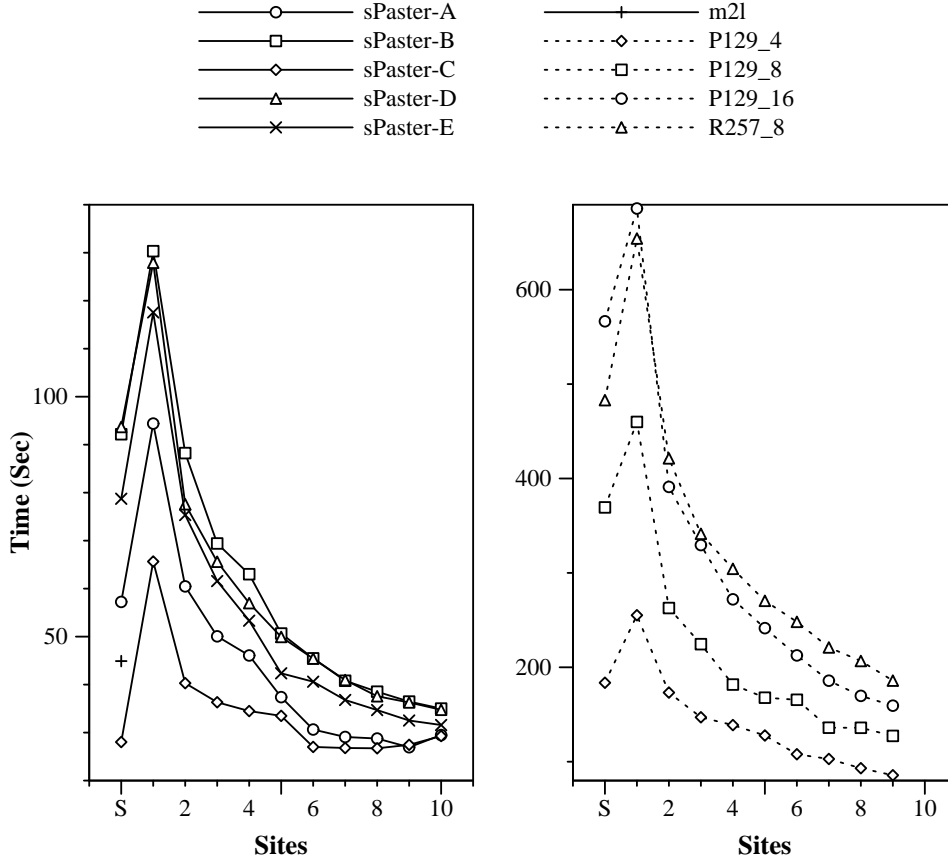 sPaster-A
sPaster-B
sPaster-C
sPaster-D
sPaster-E
m2l
P129_4
P129_8
P129_16
R257_8
Time (Sec)
100
50
S 2 4 6 8 10
Sites
600
400
200
S 2 4 6 8 10
Sites